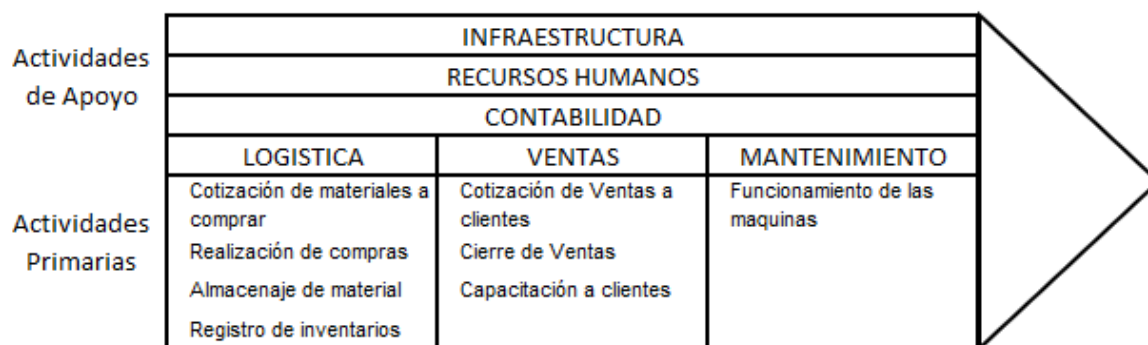 Actividades
de Apoyo
INFRAESTRUCTURA
RECURSOS HUMANOS
CONTABILIDAD
Actividades
Primarias
LOGISTICA
Cotización de materiales a
comprar
Realización de compras
Almacenaje de material
Registro de inventarios
VENTAS
Cotización de Ventas a
clientes
Cierre de Ventas
Capacitación a clientes
MANTENIMIENTO
Funcionamiento de las
maquinas